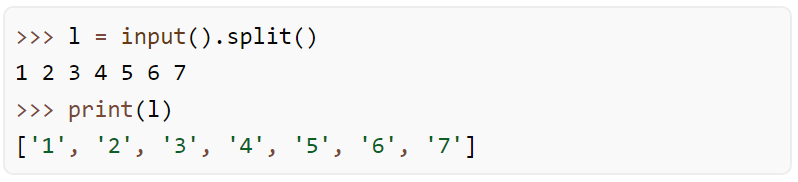 >>> l = input().split()
1 2 3 4 5 6 7
>>> print(l)
['1', '2', '3', '4', '5', '6', '7']